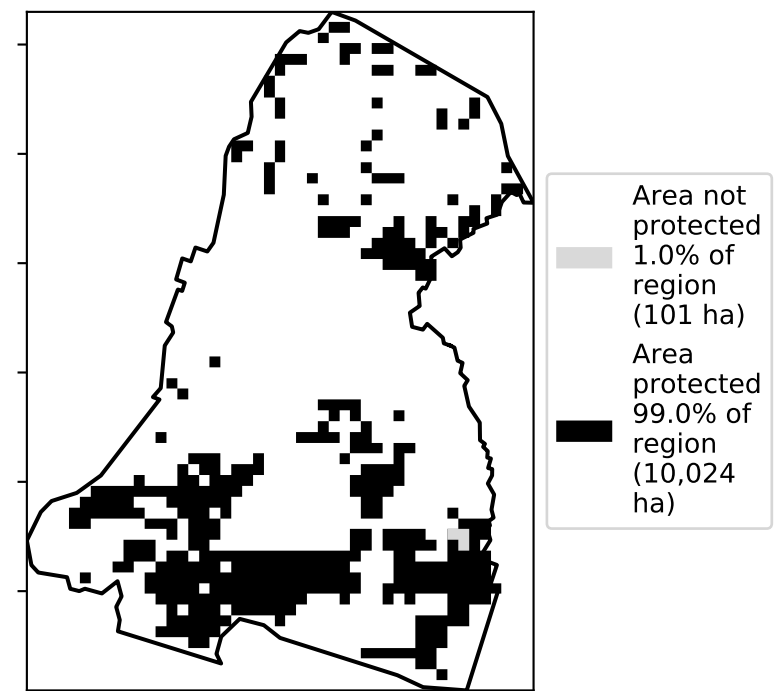 Area not
protected
1.0% of
region
(101 ha)
Area
protected
99.0% of
region
(10,024
ha)